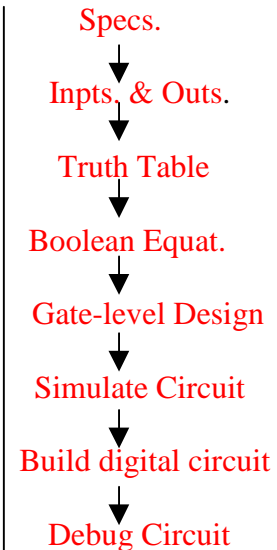 Specs.
Inpts. & Outs.
Truth Table
Boolean Equat.
Gate-level Design
Simulate Circuit
Build digital circuit
Debug Circuit